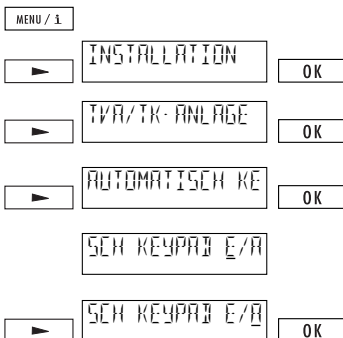 MENU / i
INSTALLATION
OK
TVA/TK-ANLAGE
OK
AUTOMATISCH KE
OK
SCH KEYPAD E/A
SCH KEYPAD E/A
OK